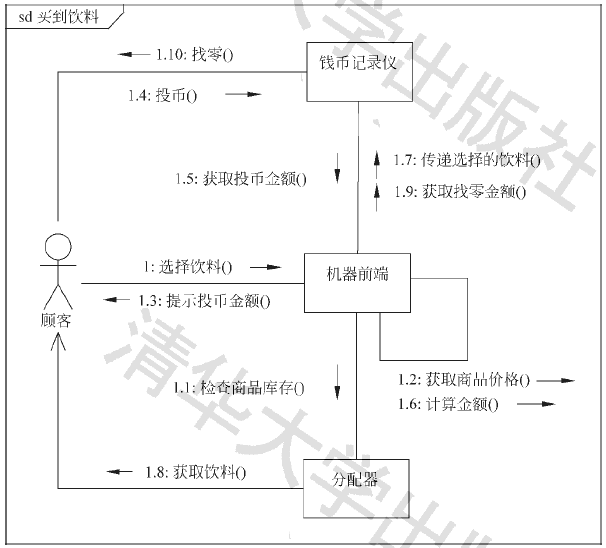 sd 买到饮料
1.10: 找零()
钱币记录仪
1.4: 投币()
1.7: 传递选择的饮料()
1.5: 获取投币金额()
1.9: 获取找零金额()
1: 选择饮料()
机器前端
1.3: 提示投币金额()
顾客
1.2: 获取商品价格()
1.1: 检查商品库存()
1.6: 计算金额()
1.8: 获取饮料()
分配器
清华大学出版社
大学出版社